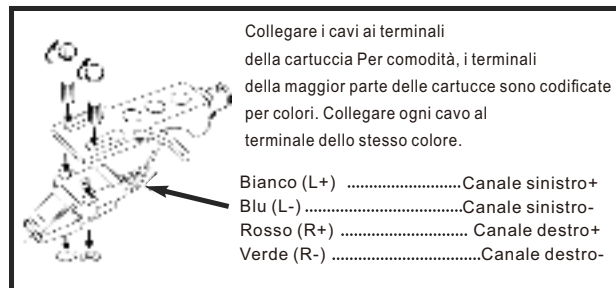 Collegare i cavi ai terminali
della cartuccia Per comodità, i terminali
della maggior parte delle cartucce sono codificate
per colori. Collegare ogni cavo al
terminale dello stesso colore.
Bianco (L+) ...........................Canale sinistro+
Blu (L-)......................................Canale sinistro-
Rosso (R+) .............................. Canale destro+
Verde (R-) ....................................Canale destro-